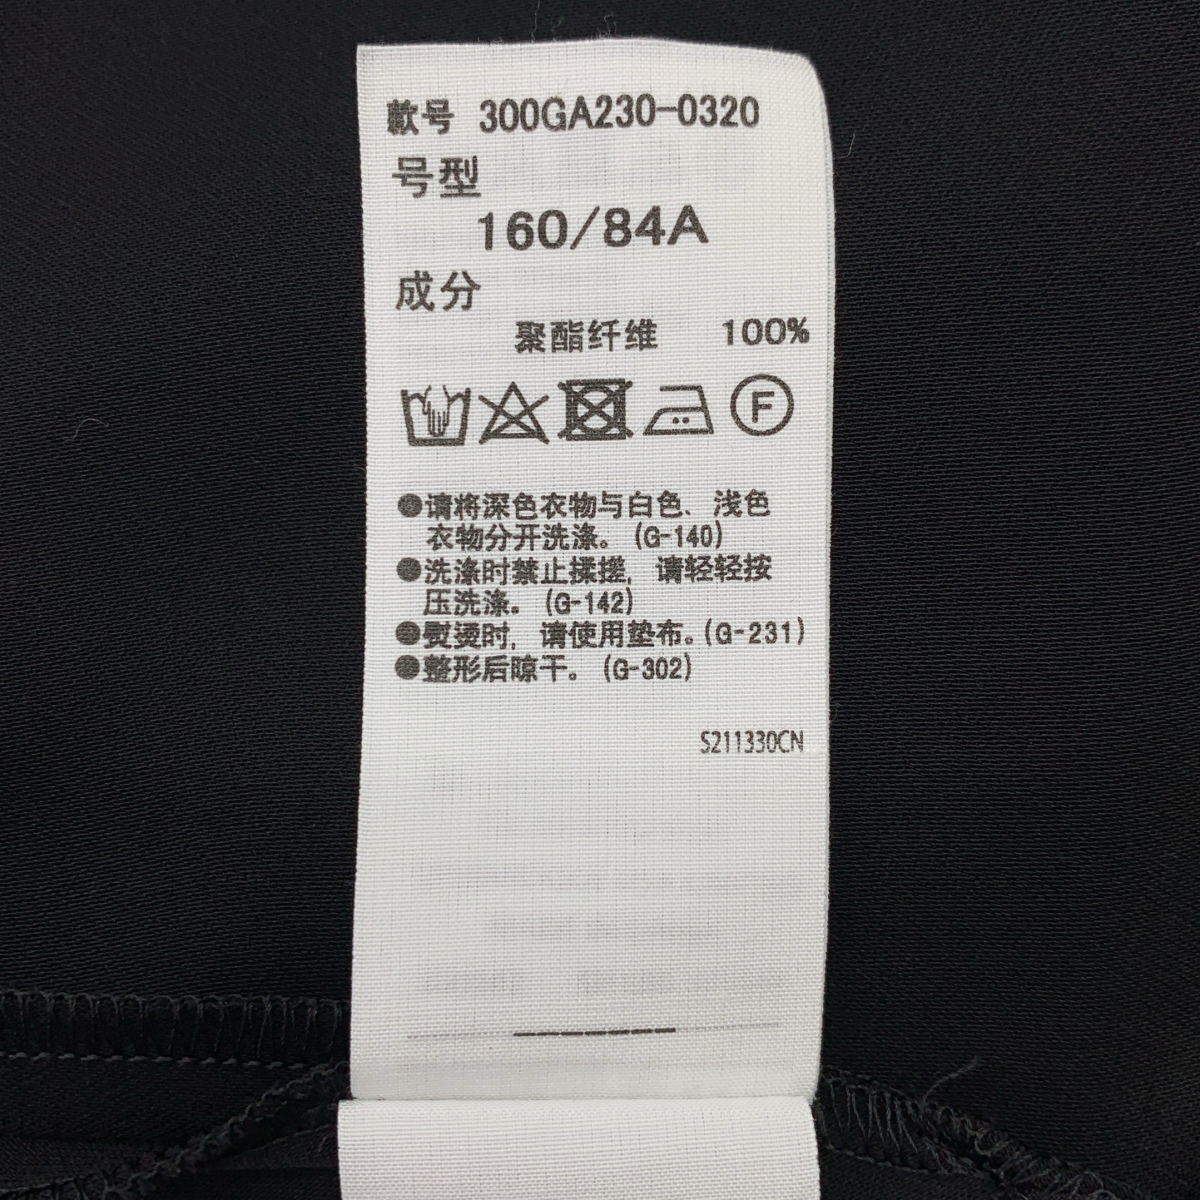 款号 300GA230-0320
号型
160/84A
成分
聚酯纤维 100%
F
●请将深色衣物与白色、浅色
衣物分开洗涤。(G-140)
●洗涤时禁止揉搓,请轻轻按
压洗涤。(G-142)
●熨烫时,请使用垫布。(G-231)
●整形后晾干。(G-302)
S211330CN